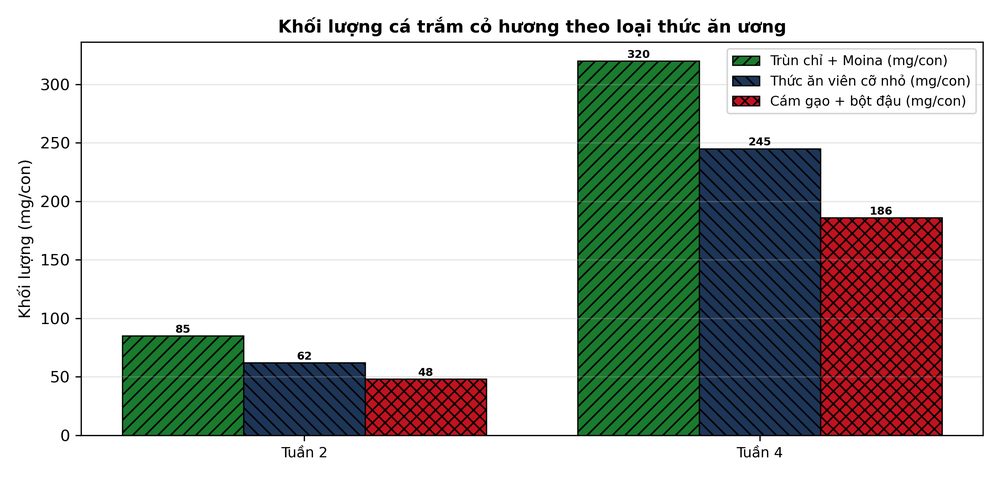 Khối lượng cá trắm cỏ hương theo loại thức ăn ương
Khối lượng (mg/con)
300
250
200
150
100
50
0
85
62
48
320
245
186
Trùn chỉ + Moina (mg/con)
Thức ăn viên cỡ nhỏ (mg/con)
Cám gạo + bột đậu (mg/con)
Tuần 2
Tuần 4